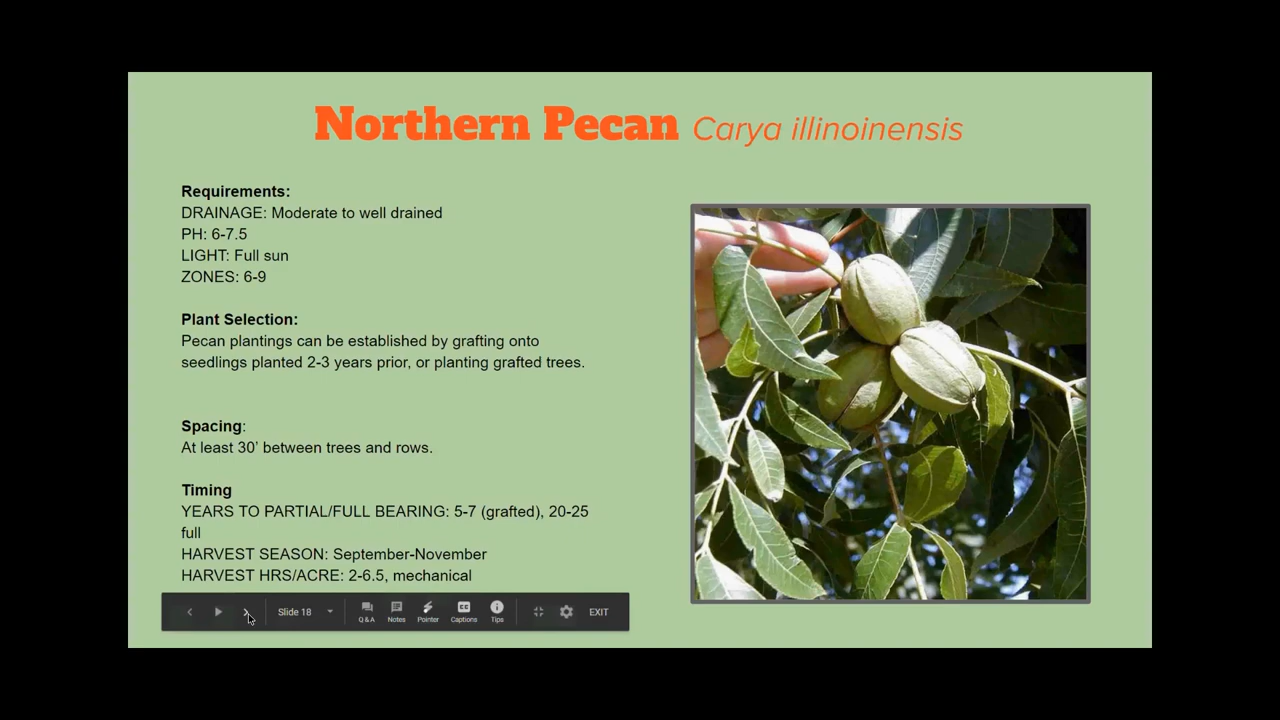 Northern Pecan Carya illinoinensis
Requirements:
DRAINAGE: Moderate to well drained
PH: 6-7.5
LIGHT: Full sun
ZONES: 6-9
Plant Selection:
Pecan plantings can be established by grafting onto
seedlings planted 2-3 years prior, or planting grafted trees.
Spacing:
At least 30’ between trees and rows.
Timing
YEARS TO PARTIAL/FULL BEARING: 5-7 (grafted), 20-25
full
HARVEST SEASON: September-November
HARVEST HRS/ACRE: 2-6.5, mechanical
Slide 18 Q & A Notes Pointer CC Captions Tips EXIT